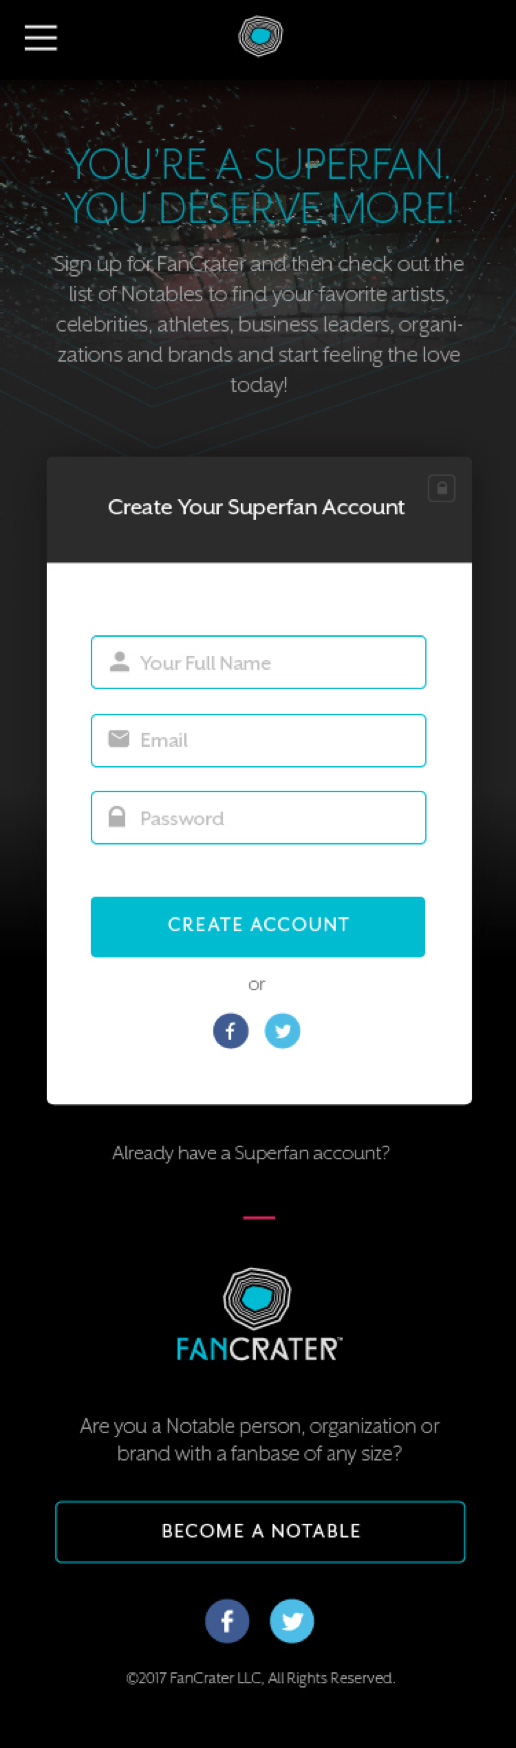 YOU'RE A SUPERFAN.
YOU DESERVE MORE!
Sign up for FanCrater and then check out the
list of Notables to find your favorite artists,
celebrities, athletes, business leaders, organi-
zations and brands and start feeling the love
today!
Create Your Superfan Account
Your Full Name
Email
Password
CREATE ACCOUNT
or
Already have a Superfan account?
FANCRATER™
Are you a Notable person, organization or
brand with a fanbase of any size?
BECOME A NOTABLE
©2017 FanCrater LLC, All Rights Reserved.